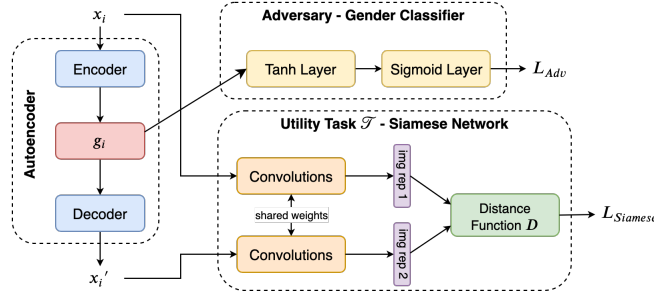 x_i
Adversary - Gender Classifier
Autoencoder
Encoder
Tanh Layer
Sigmoid Layer
L_Adv
g_i
Utility Task 𝒯 - Siamese Network
Decoder
Convolutions
img rep 1
shared weights
Distance
Function D
L_Siamese
Convolutions
img rep 2
x_i'